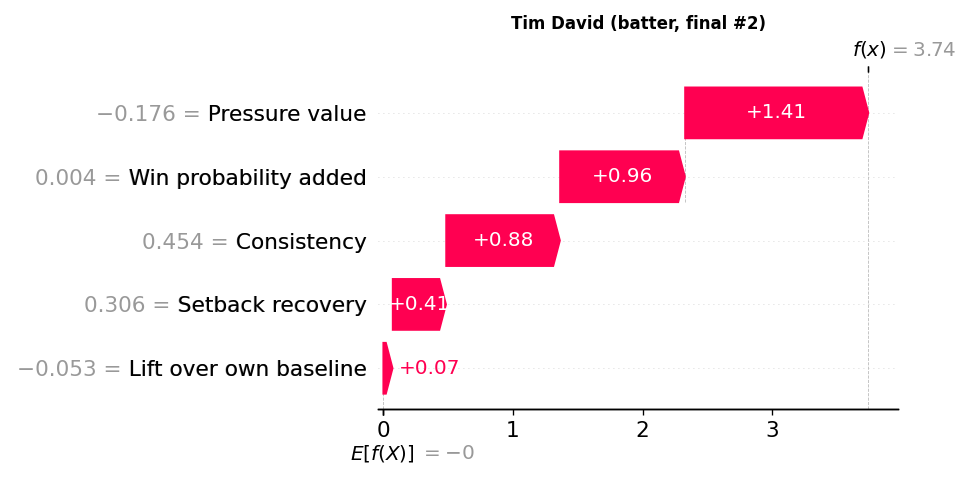 Tim David (batter, final #2)
f(x) = 3.74
−0.176 = Pressure value
+1.41
0.004 = Win probability added
+0.96
0.454 = Consistency
+0.88
0.306 = Setback recovery
+0.41
−0.053 = Lift over own baseline
+0.07
0 1 2 3
E[f(X)] = −0